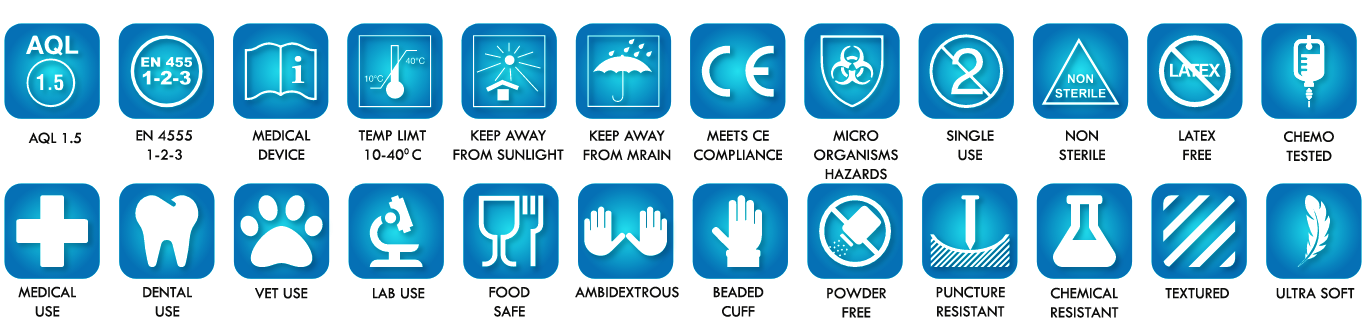 AQL
1.5
EN 455
1-2-3
i
40°C
10°C
CE
2
NON
STERILE
LATEX
AQL 1.5
EN 4555
1-2-3
MEDICAL
DEVICE
TEMP LIMT
10-40⁰ C
KEEP AWAY
FROM SUNLIGHT
KEEP AWAY
FROM MRAIN
MEETS CE
COMPLIANCE
MICRO
ORGANISMS
HAZARDS
SINGLE
USE
NON
STERILE
LATEX
FREE
CHEMO
TESTED
MEDICAL
USE
DENTAL
USE
VET USE
LAB USE
FOOD
SAFE
AMBIDEXTROUS
BEADED
CUFF
POWDER
FREE
PUNCTURE
RESISTANT
CHEMICAL
RESISTANT
TEXTURED
ULTRA SOFT